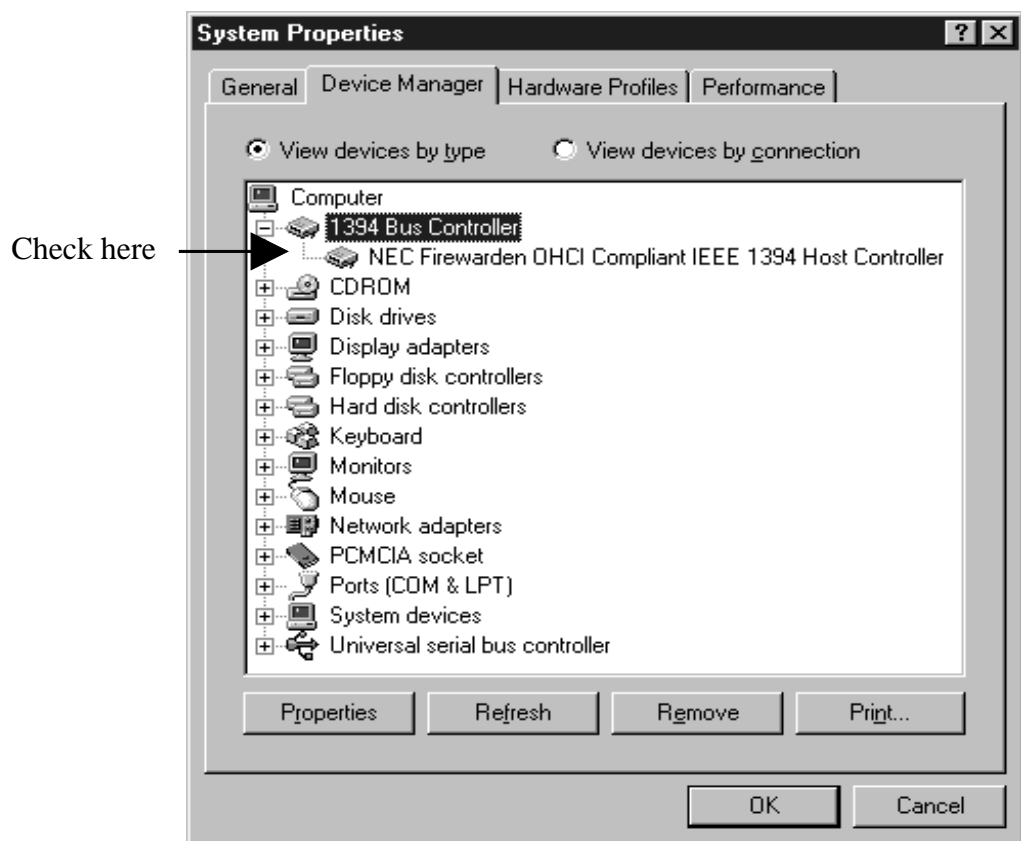 System Properties
General Device Manager Hardware Profiles Performance
View devices by type View devices by connection
Computer
1394 Bus Controller
Check here
NEC Firewarden OHCI Compliant IEEE 1394 Host Controller
CDROM
Disk drives
Display adapters
Floppy disk controllers
Hard disk controllers
Keyboard
Monitors
Mouse
Network adapters
PCMCIA socket
Ports (COM & LPT)
System devices
Universal serial bus controller
Properties Refresh Remove Print...
OK Cancel